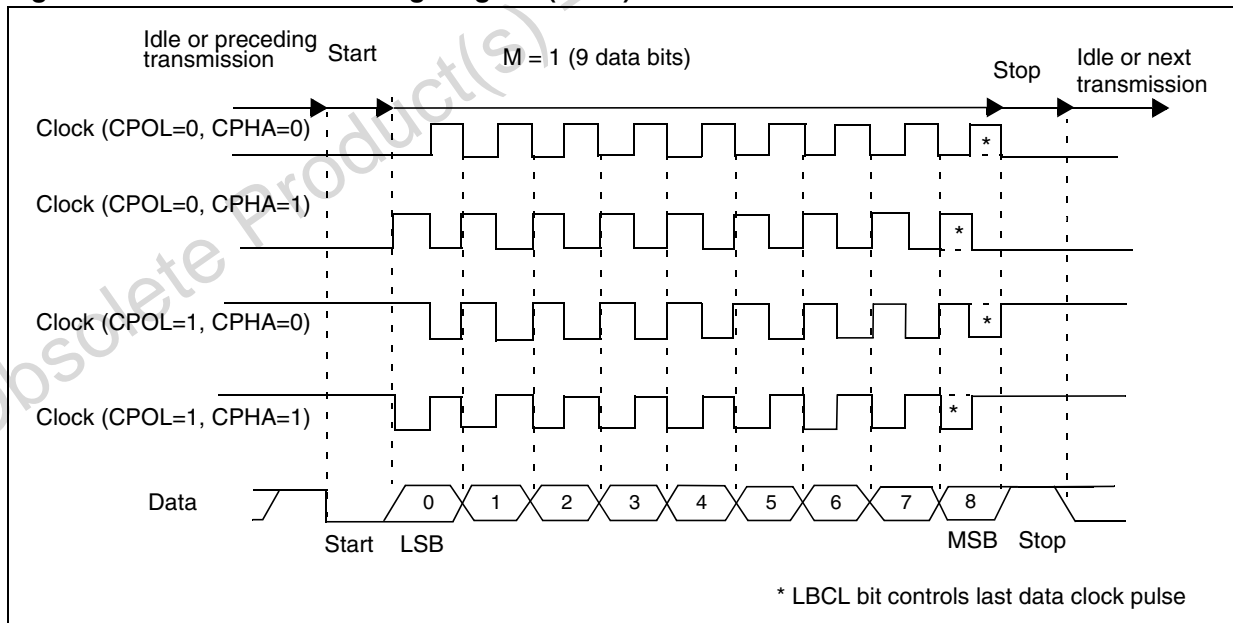 Idle or preceding
transmission
Start
M = 1 (9 data bits)
Stop
Idle or next
transmission
Clock (CPOL=0, CPHA=0)
*
Clock (CPOL=0, CPHA=1)
*
Clock (CPOL=1, CPHA=0)
*
Clock (CPOL=1, CPHA=1)
*
Data
0 1 2 3 4 5 6 7 8
Start LSB MSB Stop
* LBCL bit controls last data clock pulse
Obsolete Product(s)